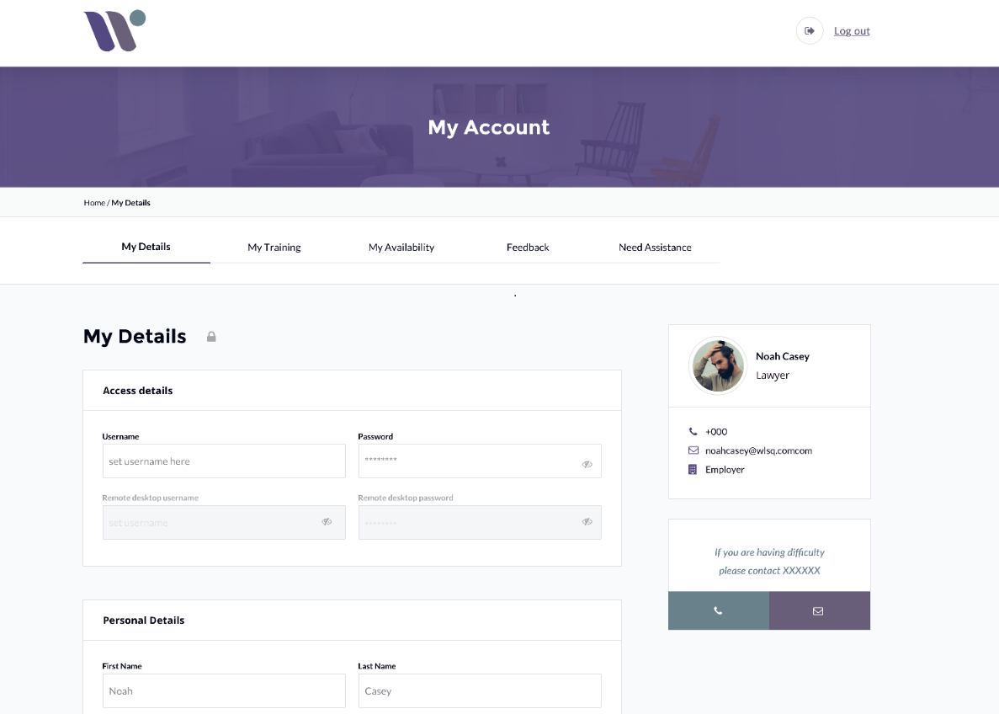 Log out
My Account
Home / My Details
My Details
My Training
My Availability
Feedback
Need Assistance
.
My Details
Access details
Username
Password
set username here
********
Remote desktop username
Remote desktop password
set username
********
Personal Details
First Name
Last Name
Noah
Casey
Noah Casey
Lawyer
+000
noahcasey@wlsq.comcom
Employer
If you are having difficulty
please contact XXXXXX